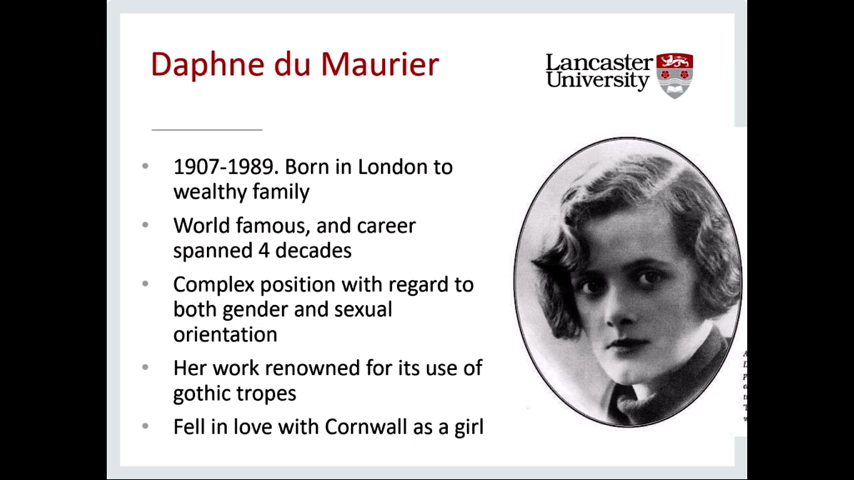 Daphne du Maurier
Lancaster
University
• 1907-1989. Born in London to
wealthy family
• World famous, and career
spanned 4 decades
• Complex position with regard to
both gender and sexual
orientation
• Her work renowned for its use of
gothic tropes
• Fell in love with Cornwall as a girl